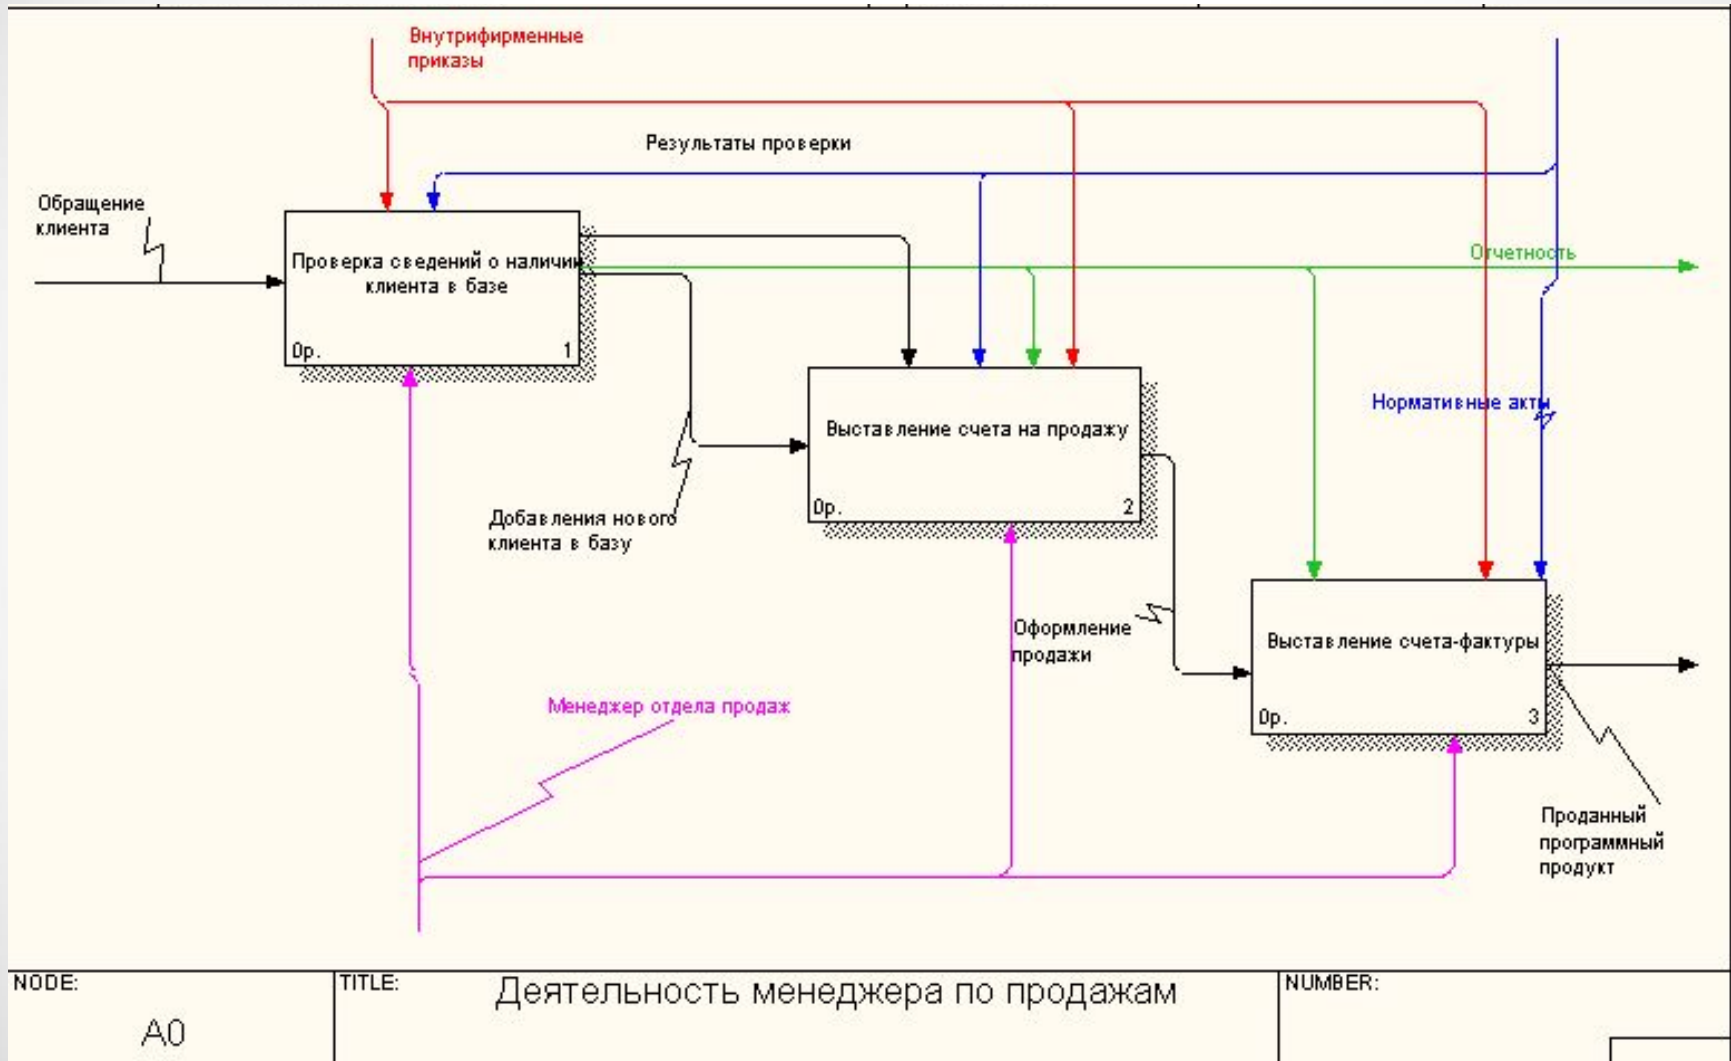 Внутрифирменные
приказы
Результаты проверки
Обращение
клиента
Проверка сведений о наличии
клиента в базе
0р.
1
Отчетность
Нормативные акты
Выставление счета на продажу
0р.
2
Добавления нового
клиента в базу
Оформление
продажи
Выставление счета-фактуры
0р.
3
Менеджер отдела продаж
Проданный
программный
продукт
NODE:
A0
TITLE:
Деятельность менеджера по продажам
NUMBER: